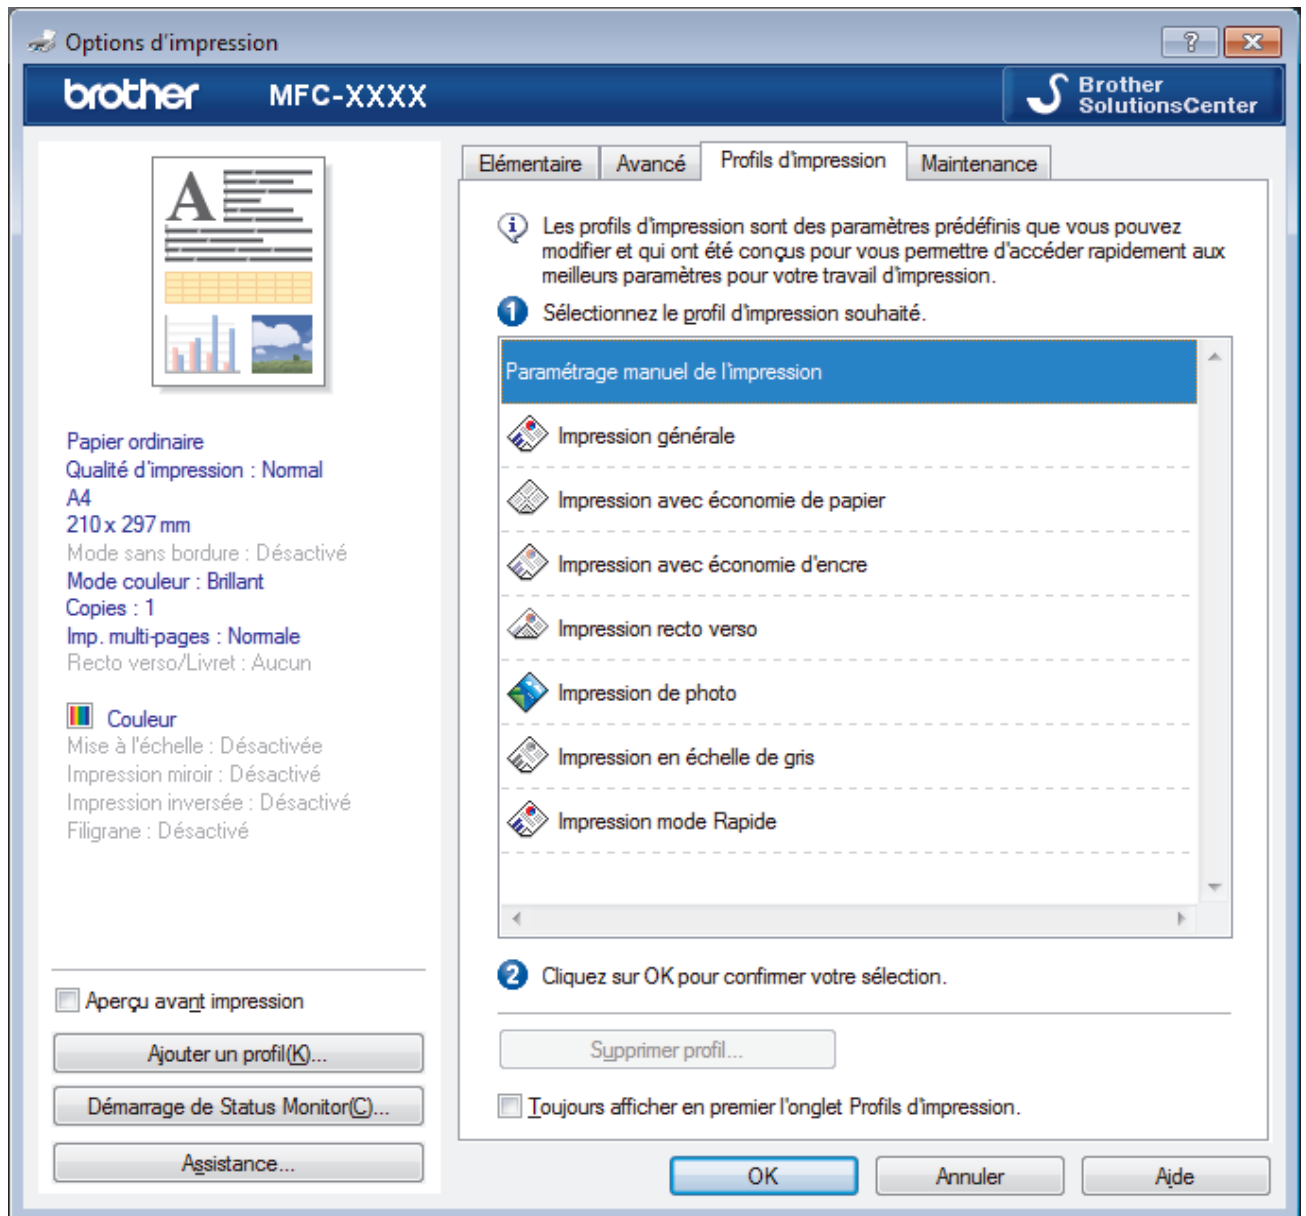 Options d'impression
brother MFC-XXXX
Brother
SolutionsCenter
Papier ordinaire
Qualité d'impression : Normal
A4
210 x 297 mm
Mode sans bordure : Désactivé
Mode couleur : Brillant
Copies : 1
Imp. multi-pages : Normale
Recto verso/Livret : Aucun
Couleur
Mise à l'échelle : Désactivée
Impression miroir : Désactivé
Impression inversée : Désactivé
Filigrane : Désactivé
Aperçu avant impression
Ajouter un profil(K)...
Démarrage de Status Monitor(C)...
Assistance...
Elémentaire Avancé Profils d'impression Maintenance
Les profils d'impression sont des paramètres prédéfinis que vous pouvez
modifier et qui ont été conçus pour vous permettre d'accéder rapidement aux
meilleurs paramètres pour votre travail d'impression.
1 Sélectionnez le profil d'impression souhaité.
Paramétrage manuel de l'impression
Impression générale
Impression avec économie de papier
Impression avec économie d'encre
Impression recto verso
Impression de photo
Impression en échelle de gris
Impression mode Rapide
2 Cliquez sur OK pour confirmer votre sélection.
Supprimer profil...
Toujours afficher en premier l'onglet Profils d'impression.
OK Annuler Aide